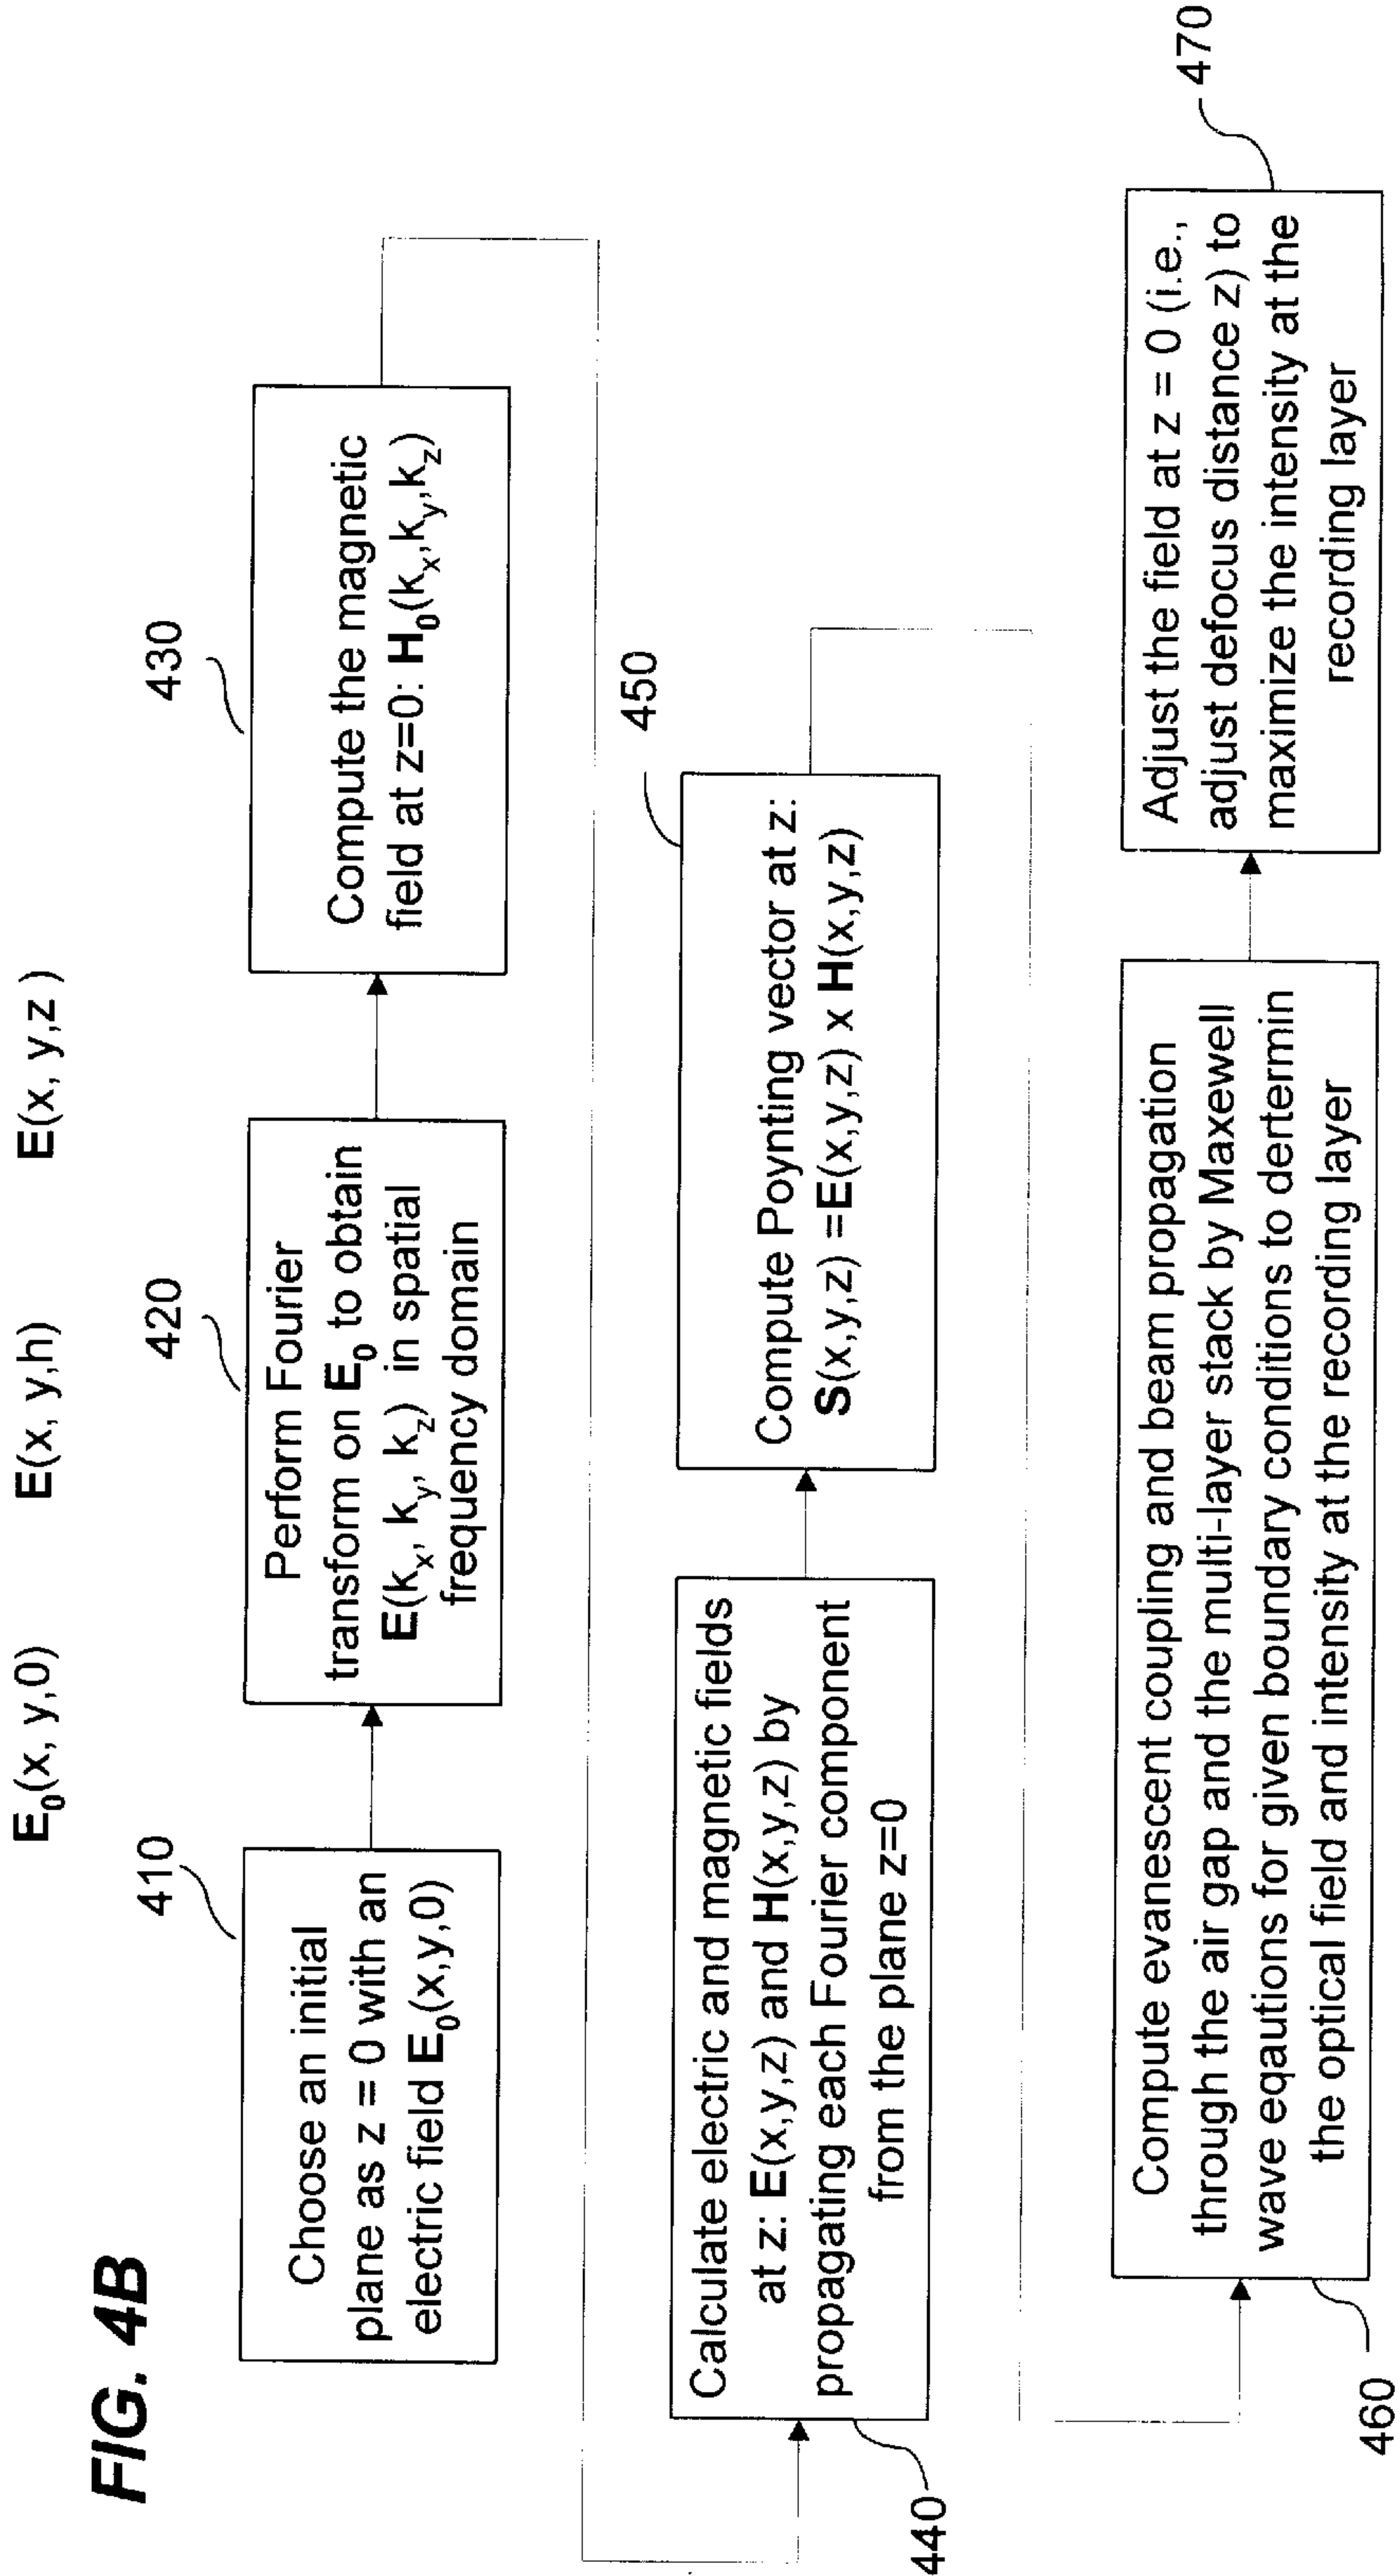 FIG. 4B
E₀(x, y,0)
E(x, y,h)
E(x, y,z )
410
Choose an initial
plane as z = 0 with an
electric field E₀(x,y,0)
420
Perform Fourier
transform on E₀ to obtain
E(kₓ, k_y, k_z) in spatial
frequency domain
430
Compute the magnetic
field at z=0: H₀(kₓ,k_y,k_z)
440
Calculate electric and magnetic fields
at z: E(x,y,z) and H(x,y,z) by
propagating each Fourier component
from the plane z=0
450
Compute Poynting vector at z:
S(x,y,z) =E(x,y,z) x H(x,y,z)
460
Compute evanescent coupling and beam propagation
through the air gap and the multi-layer stack by Maxewell
wave eqautions for given boundary conditions to dertermin
the optical field and intensity at the recording layer
470
Adjust the field at z = 0 (i.e.,
adjust defocus distance z) to
maximize the intensity at the
recording layer